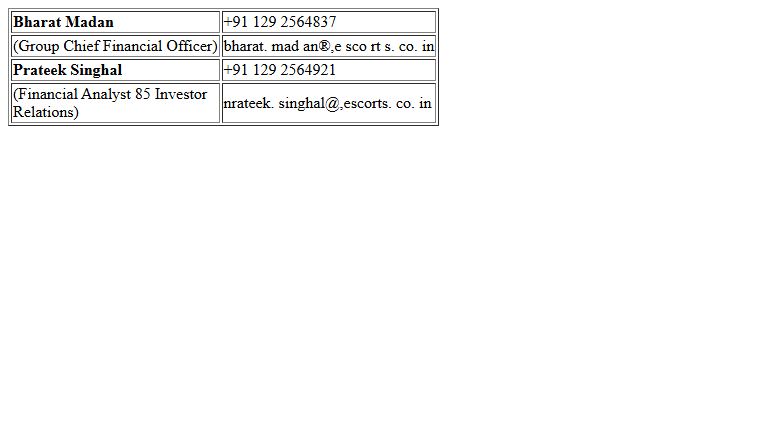 Bharat Madan +91 129 2564837
(Group Chief Financial Officer) bharat. mad an®,e sco rt s. co. in
Prateek Singhal +91 129 2564921
(Financial Analyst 85 Investor
Relations) nrateek. singhal@,escorts. co. in